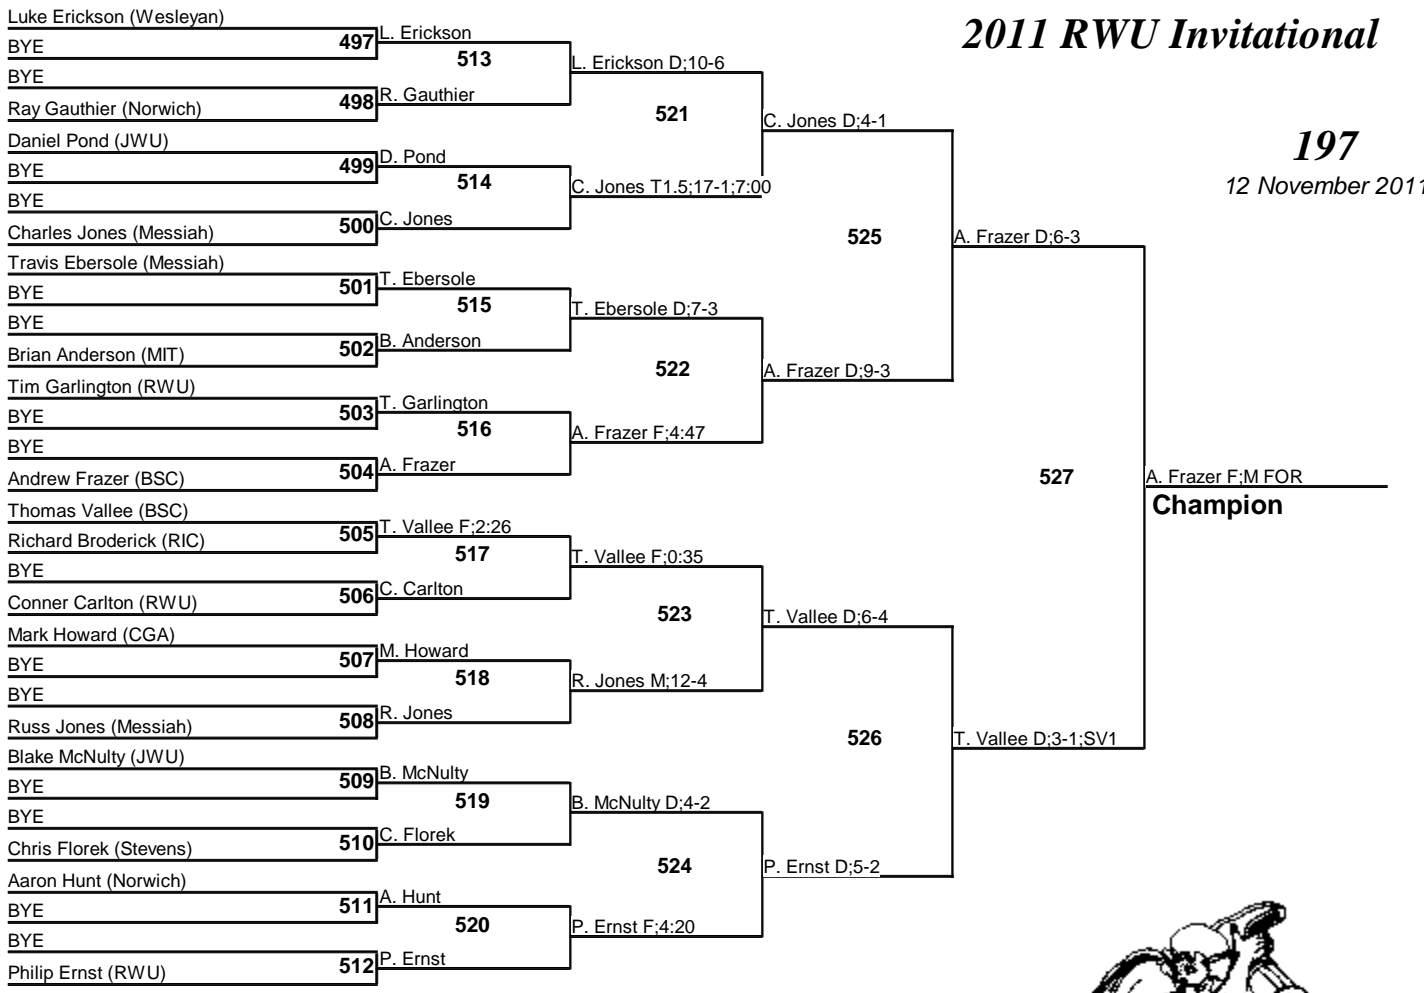 2011 RWU Invitational
197
12 November 2011
Luke Erickson (Wesleyan)
BYE
497
BYE
Ray Gauthier (Norwich)
498
Daniel Pond (JWU)
BYE
499
BYE
Charles Jones (Messiah)
500
Travis Ebersole (Messiah)
BYE
501
BYE
Brian Anderson (MIT)
502
Tim Garlington (RWU)
BYE
503
BYE
Andrew Frazer (BSC)
504
Thomas Vallee (BSC)
Richard Broderick (RIC)
505
BYE
Conner Carlton (RWU)
506
Mark Howard (CGA)
BYE
507
BYE
Russ Jones (Messiah)
508
Blake McNulty (JWU)
BYE
509
BYE
Chris Florek (Stevens)
510
Aaron Hunt (Norwich)
BYE
511
BYE
Philip Ernst (RWU)
512
L. Erickson
513
R. Gauthier
D. Pond
514
C. Jones
T. Ebersole
515
B. Anderson
T. Garlington
516
A. Frazer
T. Vallee F;2:26
517
C. Carlton
M. Howard
518
R. Jones
B. McNulty
519
C. Florek
A. Hunt
520
P. Ernst
L. Erickson D;10-6
521
C. Jones T1.5;17-1;7:00
T. Ebersole D;7-3
522
A. Frazer F;4:47
T. Vallee F;0:35
523
R. Jones M;12-4
B. McNulty D;4-2
524
P. Ernst F;4:20
C. Jones D;4-1
525
A. Frazer D;9-3
T. Vallee D;6-4
526
P. Ernst D;5-2
A. Frazer D;6-3
527
T. Vallee D;3-1;SV1
A. Frazer F;M FOR
Champion